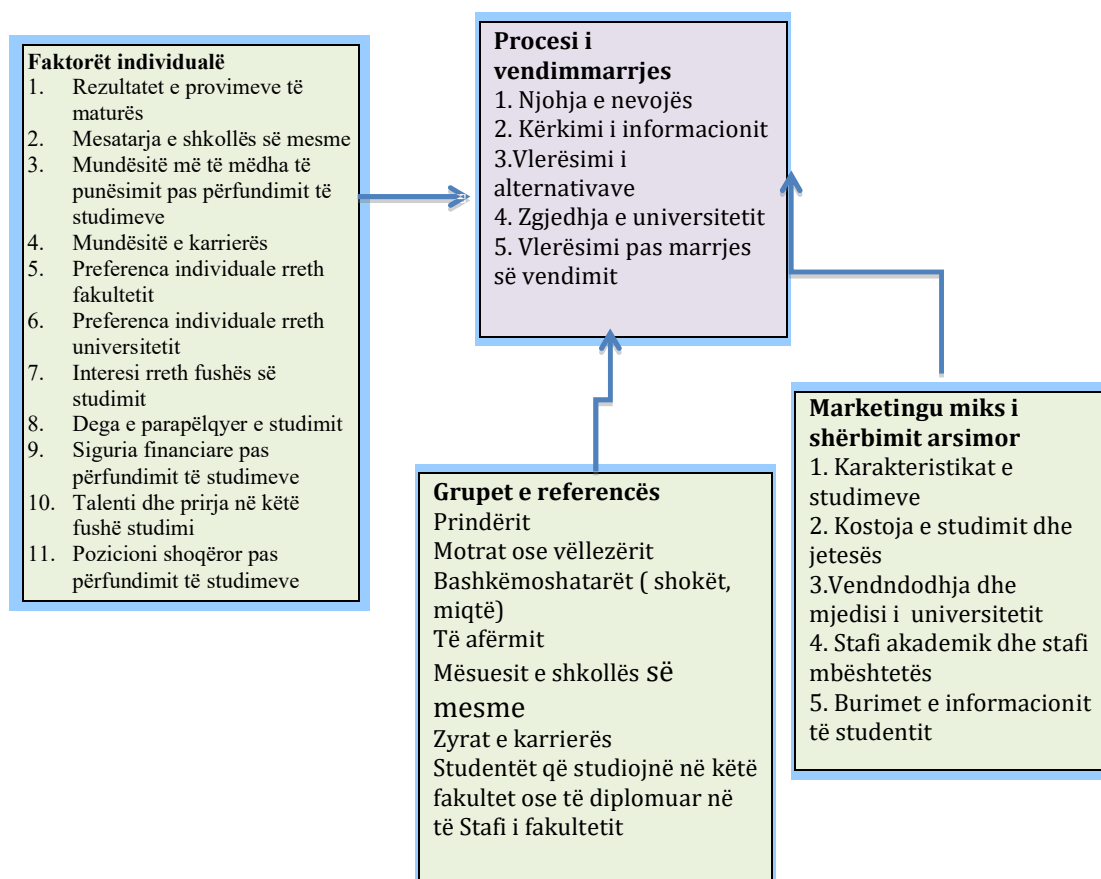 Faktorët individualë
1. Rezultatet e provimeve të
maturës
2. Mesatarja e shkollës së mesme
3. Mundësitë më të mëdha të
punësimit pas përfundimit të
studimeve
4. Mundësitë e karrierës
5. Preferenca individuale rreth
fakultetit
6. Preferenca individuale rreth
universitetit
7. Interesi rreth fushës së
studimit
8. Dega e parapëlqyer e studimit
9. Siguria financiare pas
përfundimit të studimeve
10. Talenti dhe prirja në këtë
fushë studimi
11. Pozicioni shoqëror pas
përfundimit të studimeve
Procesi i
vendimmarrjes
1. Njohja e nevojës
2. Kërkimi i informacionit
3.Vlerësimi i
alternativave
4. Zgjedhja e universitetit
5. Vlerësimi pas marrjes
së vendimit
Grupet e referencës
Prindërit
Motrat ose vëllezërit
Bashkëmoshatarët ( shokët,
miqtë)
Të afërmit
Mësuesit e shkollës së
mesme
Zyrat e karrierës
Studentët që studiojnë në këtë
fakultet ose të diplomuar në
të Stafi i fakultetit
Marketingu miks i
shërbimit arsimor
1. Karakteristikat e
studimeve
2. Kostoja e studimit dhe
jetesës
3.Vendndodhja dhe
mjedisi i universitetit
4. Stafi akademik dhe stafi
mbështetës
5. Burimet e informacionit
të studentit